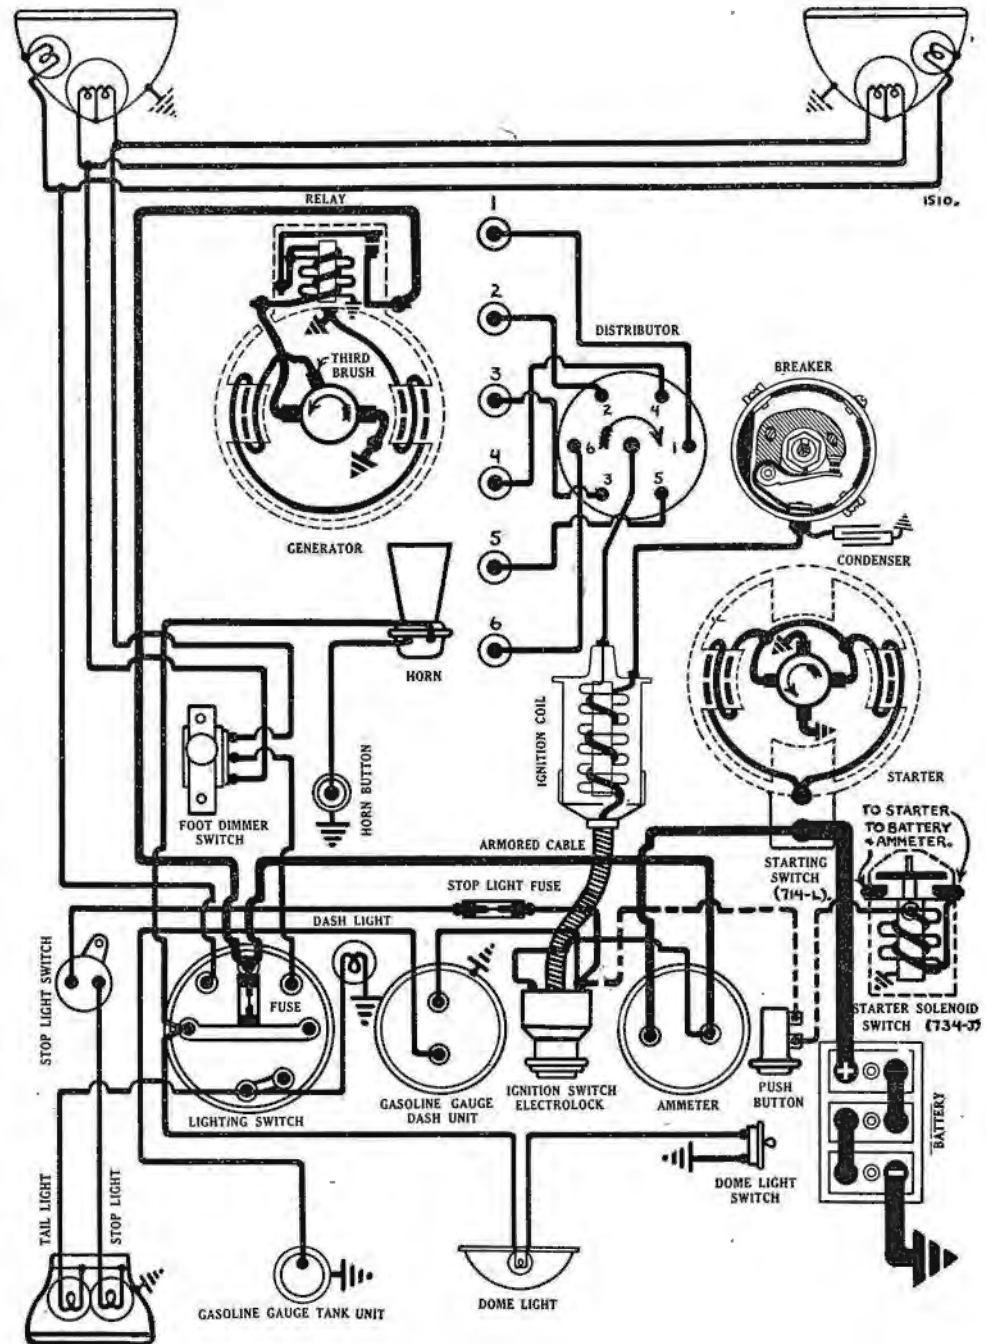 1510.
RELAY
1
2
DISTRIBUTOR
THIRD
BRUSH
BREAKER
3
2
4
6
1
4
3
5
GENERATOR
5
CONDENSER
6
HORN
IGNITION COIL
HORN BUTTON
STARTER
FOOT DIMMER
SWITCH
TO STARTER
TO BATTERY
& AMMETER.
ARMORED CABLE
STARTING
SWITCH
(714-L).
STOP LIGHT FUSE
DASH LIGHT
STOP LIGHT SWITCH
FUSE
STARTER SOLENOID
SWITCH (734-J)
LIGHTING SWITCH
GASOLINE GAUGE
DASH UNIT
IGNITION SWITCH
ELECTROLOCK
AMMETER
PUSH
BUTTON
+
-
BATTERY
DOME LIGHT
SWITCH
TAIL LIGHT
STOP LIGHT
GASOLINE GAUGE TANK UNIT
DOME LIGHT